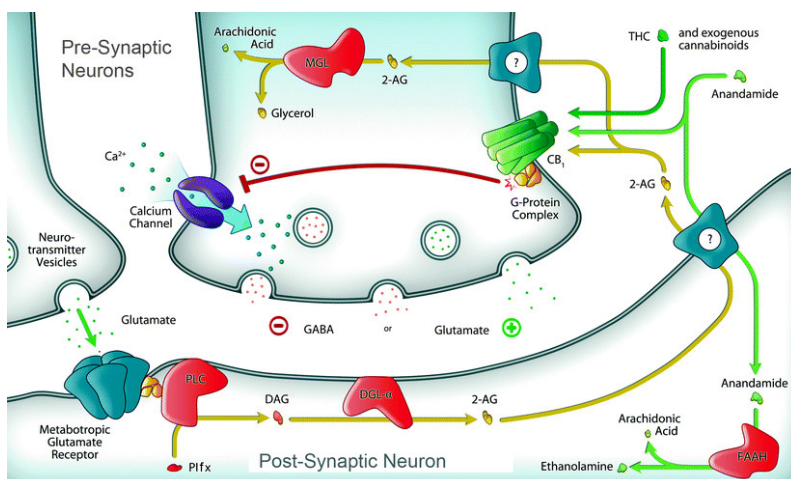 Pre-Synaptic
Neurons
Arachidonic
Acid
MGL
2-AG
Glycerol
?
THC
and exogenous
cannabinoids
Anandamide
Ca2+
Calcium
Channel
CB1
G-Protein
Complex
2-AG
Neuro-
transmitter
Vesicles
?
Glutamate
GABA
or
Glutamate
PLC
DAG
DGL-α
2-AG
Anandamide
Metabotropic
Glutamate
Receptor
PIfx
Post-Synaptic Neuron
Arachidonic
Acid
Ethanolamine
FAAH